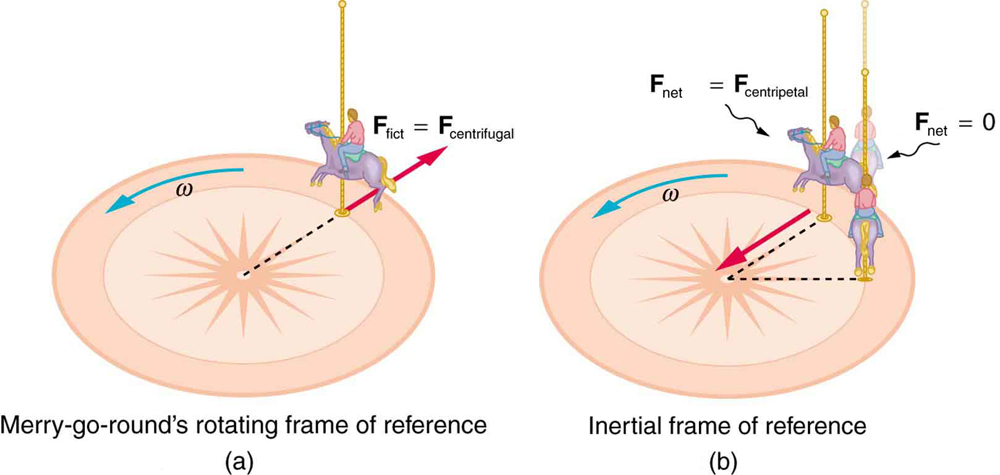 F_fict = F_centrifugal
ω
Merry-go-round's rotating frame of reference
(a)
F_net = F_centripetal
F_net = 0
ω
Inertial frame of reference
(b)